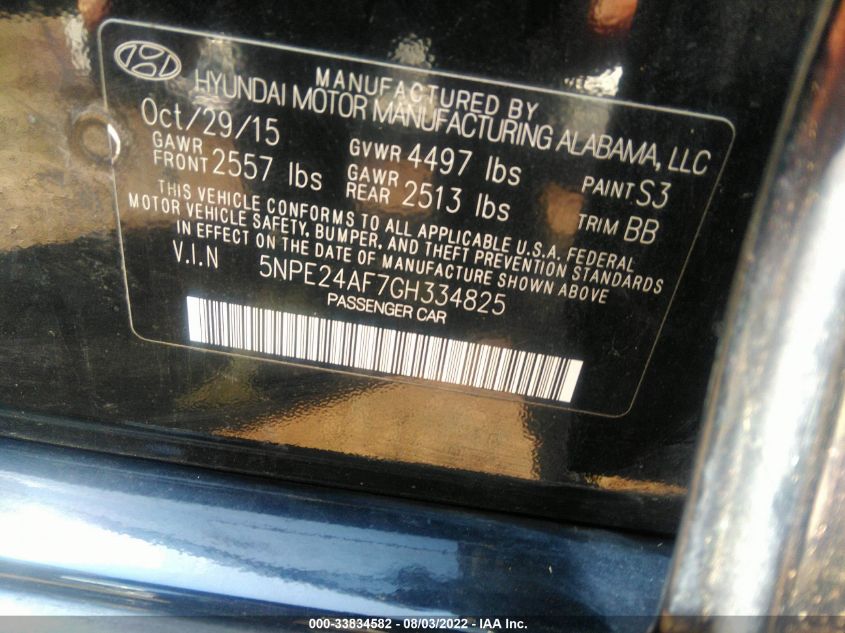 MANUFACTURED BY
HYUNDAI MOTOR MANUFACTURING ALABAMA, LLC
Oct/29/15 GVWR 4497 lbs PAINT S3
GAWR FRONT 2557 lbs GAWR REAR 2513 lbs TRIM BB
THIS VEHICLE CONFORMS TO ALL APPLICABLE U.S.A. FEDERAL
MOTOR VEHICLE SAFETY, BUMPER, AND THEFT PREVENTION STANDARDS
IN EFFECT ON THE DATE OF MANUFACTURE SHOWN ABOVE
V.I.N 5NPE24AF7GH334825
PASSENGER CAR
000-33834582 - 08/03/2022 - IAA Inc.